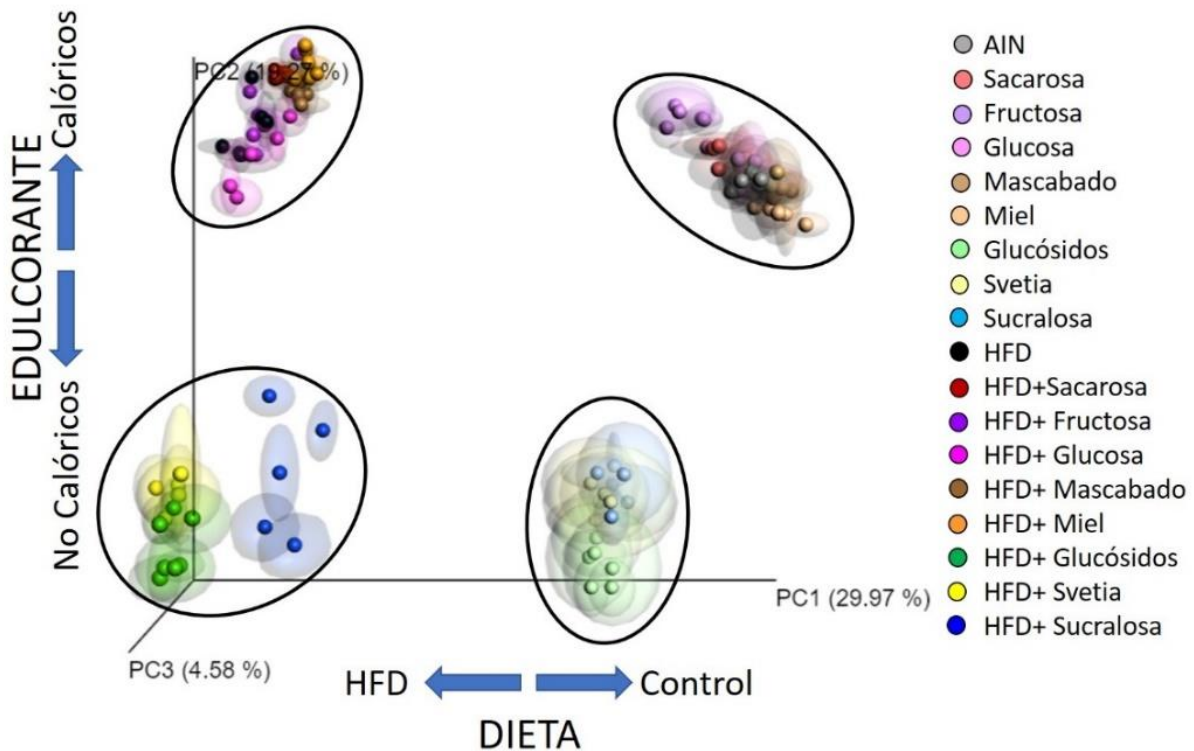 EDULCORANTE
Calóricos
No Calóricos
PC2 (19.27 %)
PC1 (29.97 %)
PC3 (4.58 %)
HFD
Control
DIETA
AIN
Sacarosa
Fructosa
Glucosa
Mascabado
Miel
Glucósidos
Svetia
Sucralosa
HFD
HFD+Sacarosa
HFD+ Fructosa
HFD+ Glucosa
HFD+ Mascabado
HFD+ Miel
HFD+ Glucósidos
HFD+ Svetia
HFD+ Sucralosa